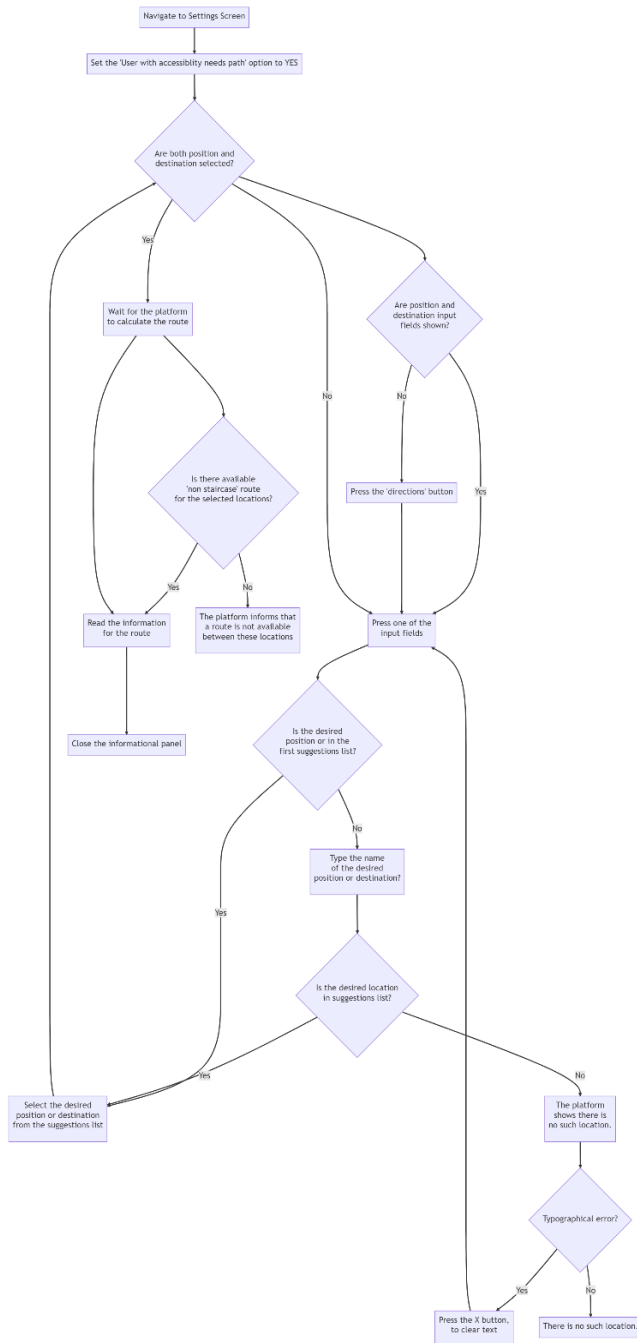 Navigate to Settings Screen
Set the 'User with accessiblity needs path' option to YES
Are both position and
destination selected?
Yes
Wait for the platform
to calculate the route
Are position and
destination input
fields shown?
No
No
Is there available
'non staircase' route
for the selected locations?
Press the 'directions' button
Yes
Yes
No
Read the information
for the route
The platform informs that
a route is not available
between these locations
Press one of the
input fields
Close the informational panel
Is the desired
position or in the
first suggestions list?
No
Type the name
of the desired
position or destination?
Yes
Is the desired location
in suggestions list?
Yes
No
Select the desired
position or destination
from the suggestions list
The platform
shows there is
no such location.
Typographical error?
Yes
No
Press the X button,
to clear text
There is no such location.